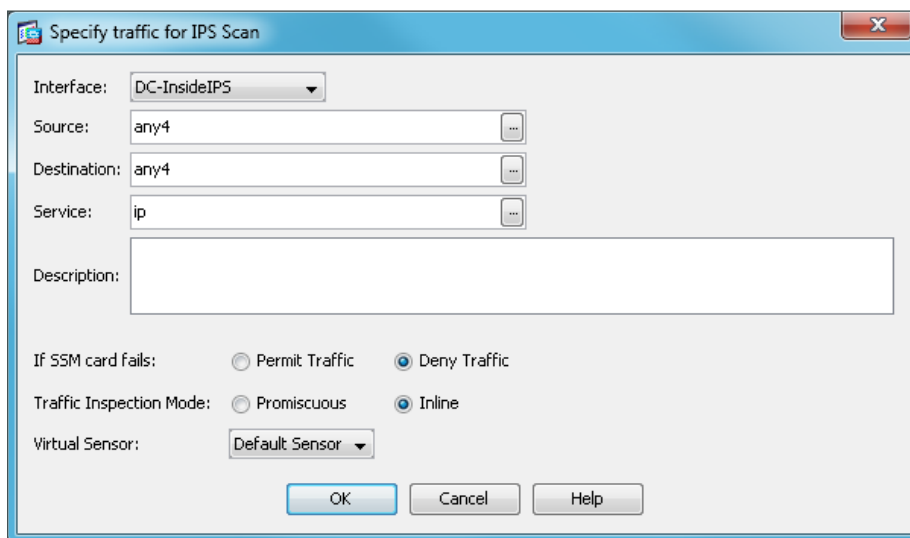 Specify traffic for IPS Scan
Interface: DC-InsideIPS
Source: any4 ...
Destination: any4 ...
Service: ip ...
Description:
If SSM card fails: Permit Traffic Deny Traffic
Traffic Inspection Mode: Promiscuous Inline
Virtual Sensor: Default Sensor
OK Cancel Help